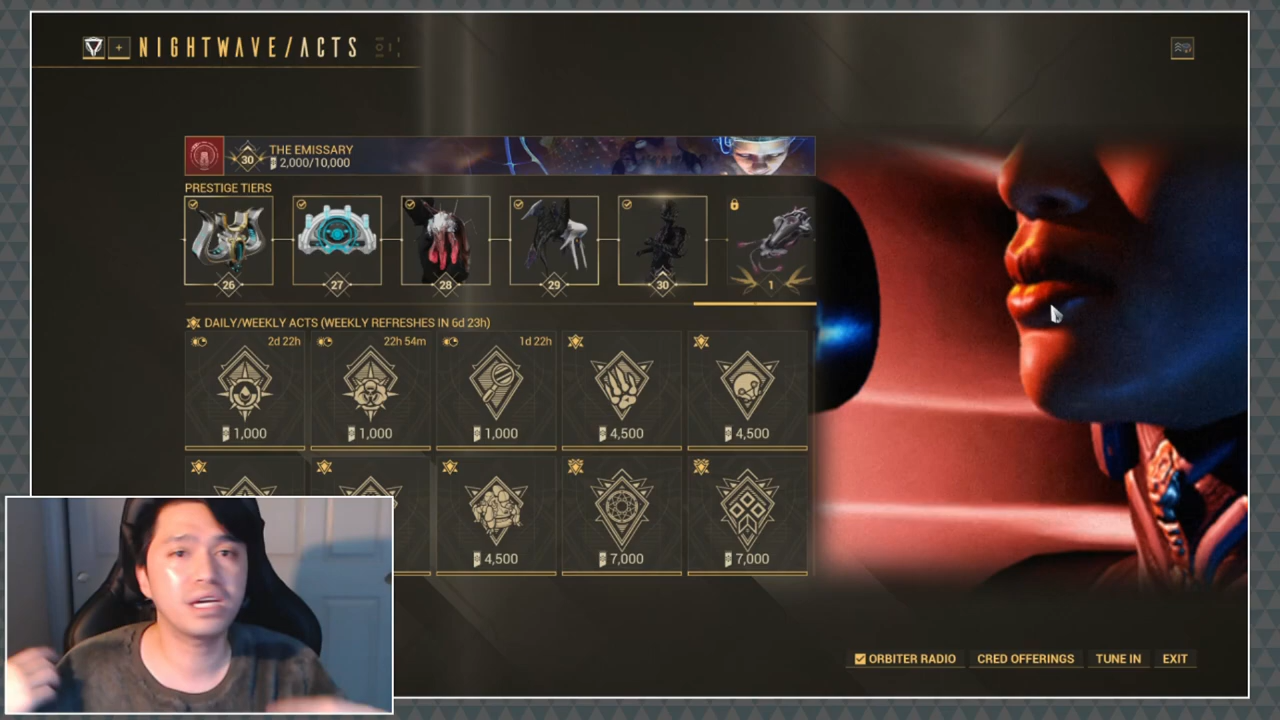 NIGHTWAVE/ACTS
30 THE EMISSARY
2,000/10,000
PRESTIGE TIERS
26 27 28 29 30 1
DAILY/WEEKLY ACTS (WEEKLY REFRESHES IN 6d 23h)
2d 22h 22h 54m 1d 22h
1,000 1,000 1,000 4,500 4,500
4,500 7,000 7,000
ORBITER RADIO CRED OFFERINGS TUNE IN EXIT